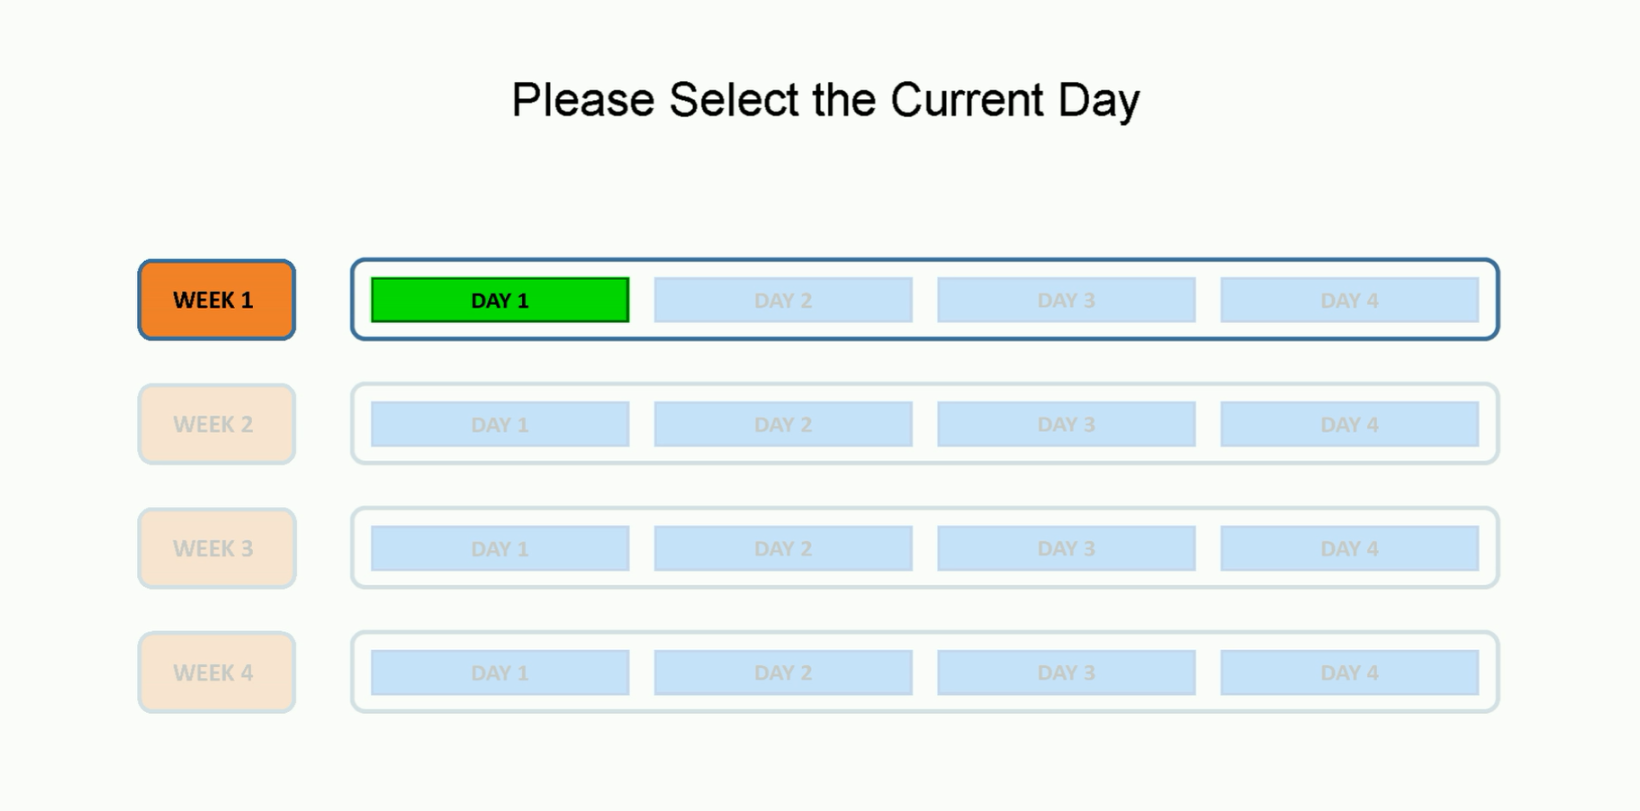 Please Select the Current Day
WEEK 1 DAY 1 DAY 2 DAY 3 DAY 4
WEEK 2 DAY 1 DAY 2 DAY 3 DAY 4
WEEK 3 DAY 1 DAY 2 DAY 3 DAY 4
WEEK 4 DAY 1 DAY 2 DAY 3 DAY 4